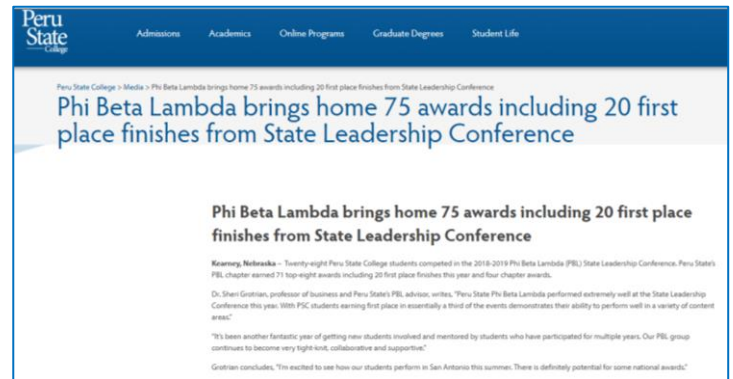 Peru
State
College
Admissions Academics Online Programs Graduate Degrees Student Life
Peru State College > Media > Phi Beta Lambda brings home 75 awards including 20 first place finishes from State Leadership Conference
Phi Beta Lambda brings home 75 awards including 20 first
place finishes from State Leadership Conference
Phi Beta Lambda brings home 75 awards including 20 first place
finishes from State Leadership Conference
Kearney, Nebraska – Twenty-eight Peru State College students competed in the 2018-2019 Phi Beta Lambda (PBL) State Leadership Conference. Peru State's
PBL chapter earned 71 top-eight awards including 20 first place finishes this year and four chapter awards.
Dr. Sheri Grotrian, professor of business and Peru State's PBL advisor, writes, "Peru State Phi Beta Lambda performed extremely well at the State Leadership
Conference this year. With PSC students earning first place in essentially a third of the events demonstrates their ability to perform well in a variety of content
areas."
"It's been another fantastic year of getting new students involved and mentored by students who have participated for multiple years. Our PBL group
continues to become very tight-knit, collaborative and supportive."
Grotrian concludes, "I'm excited to see how our students perform in San Antonio this summer. There is definitely potential for some national awards."